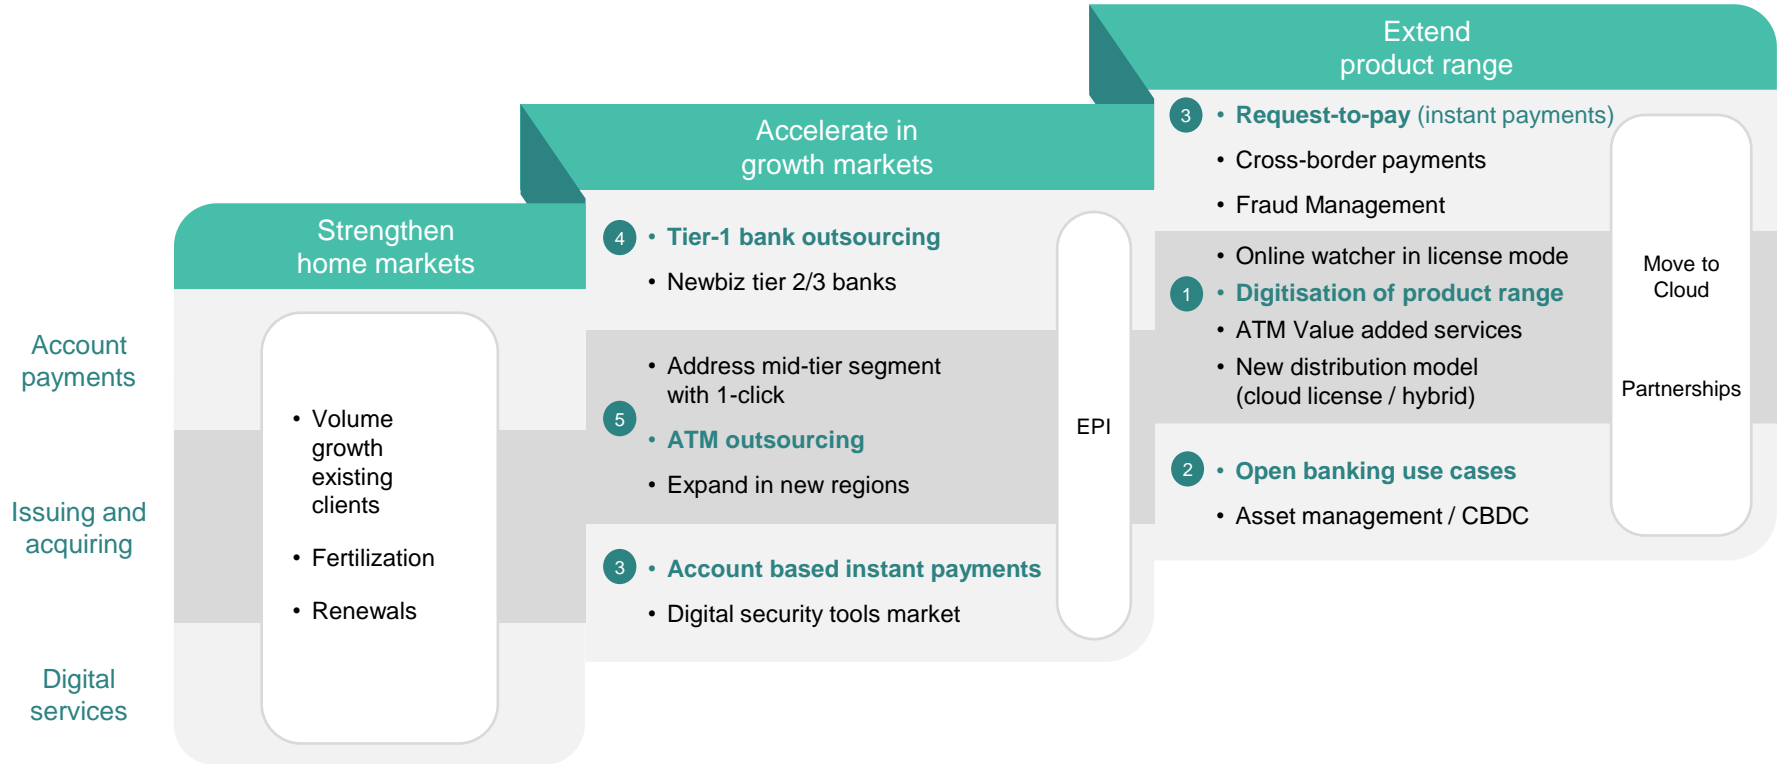 Account
payments
Issuing and
acquiring
Digital
services
Strengthen
home markets
• Volume
growth
existing
clients
• Fertilization
• Renewals
Accelerate in
growth markets
4 • Tier-1 bank outsourcing
• Newbiz tier 2/3 banks
• Address mid-tier segment
with 1-click
5
• ATM outsourcing
• Expand in new regions
3 • Account based instant payments
• Digital security tools market
EPI
Extend
product range
3 • Request-to-pay (instant payments)
• Cross-border payments
• Fraud Management
• Online watcher in license mode
1 • Digitisation of product range
• ATM Value added services
• New distribution model
(cloud license / hybrid)
2 • Open banking use cases
• Asset management / CBDC
Move to
Cloud
Partnerships